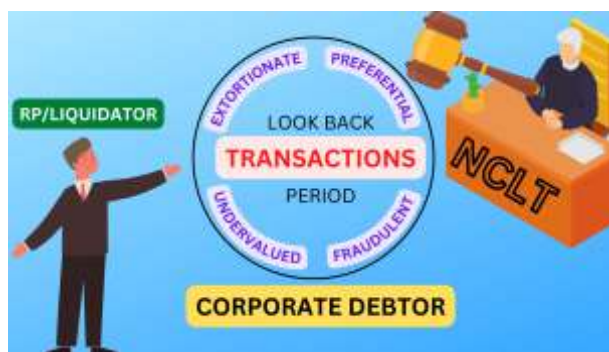 EXTORTIONATE
PREFERENTIAL
RP/LIQUIDATOR
LOOK BACK
TRANSACTIONS
PERIOD
UNDERVALUED
FRAUDULENT
NCLT
CORPORATE DEBTOR